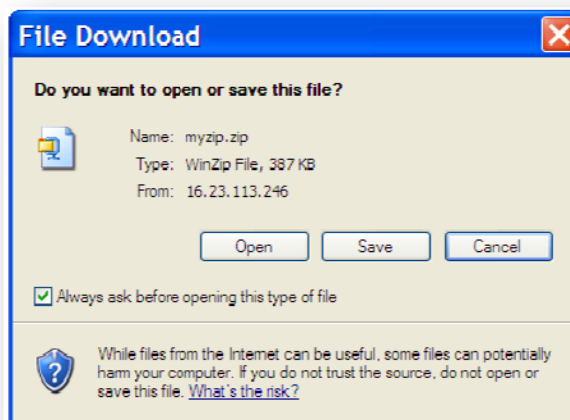 File Download
Do you want to open or save this file?
Name: myzip.zip
Type: WinZip File, 387 KB
From: 16.23.113.246
Open Save Cancel
Always ask before opening this type of file
While files from the Internet can be useful, some files can potentially
harm your computer. If you do not trust the source, do not open or
save this file. What's the risk?